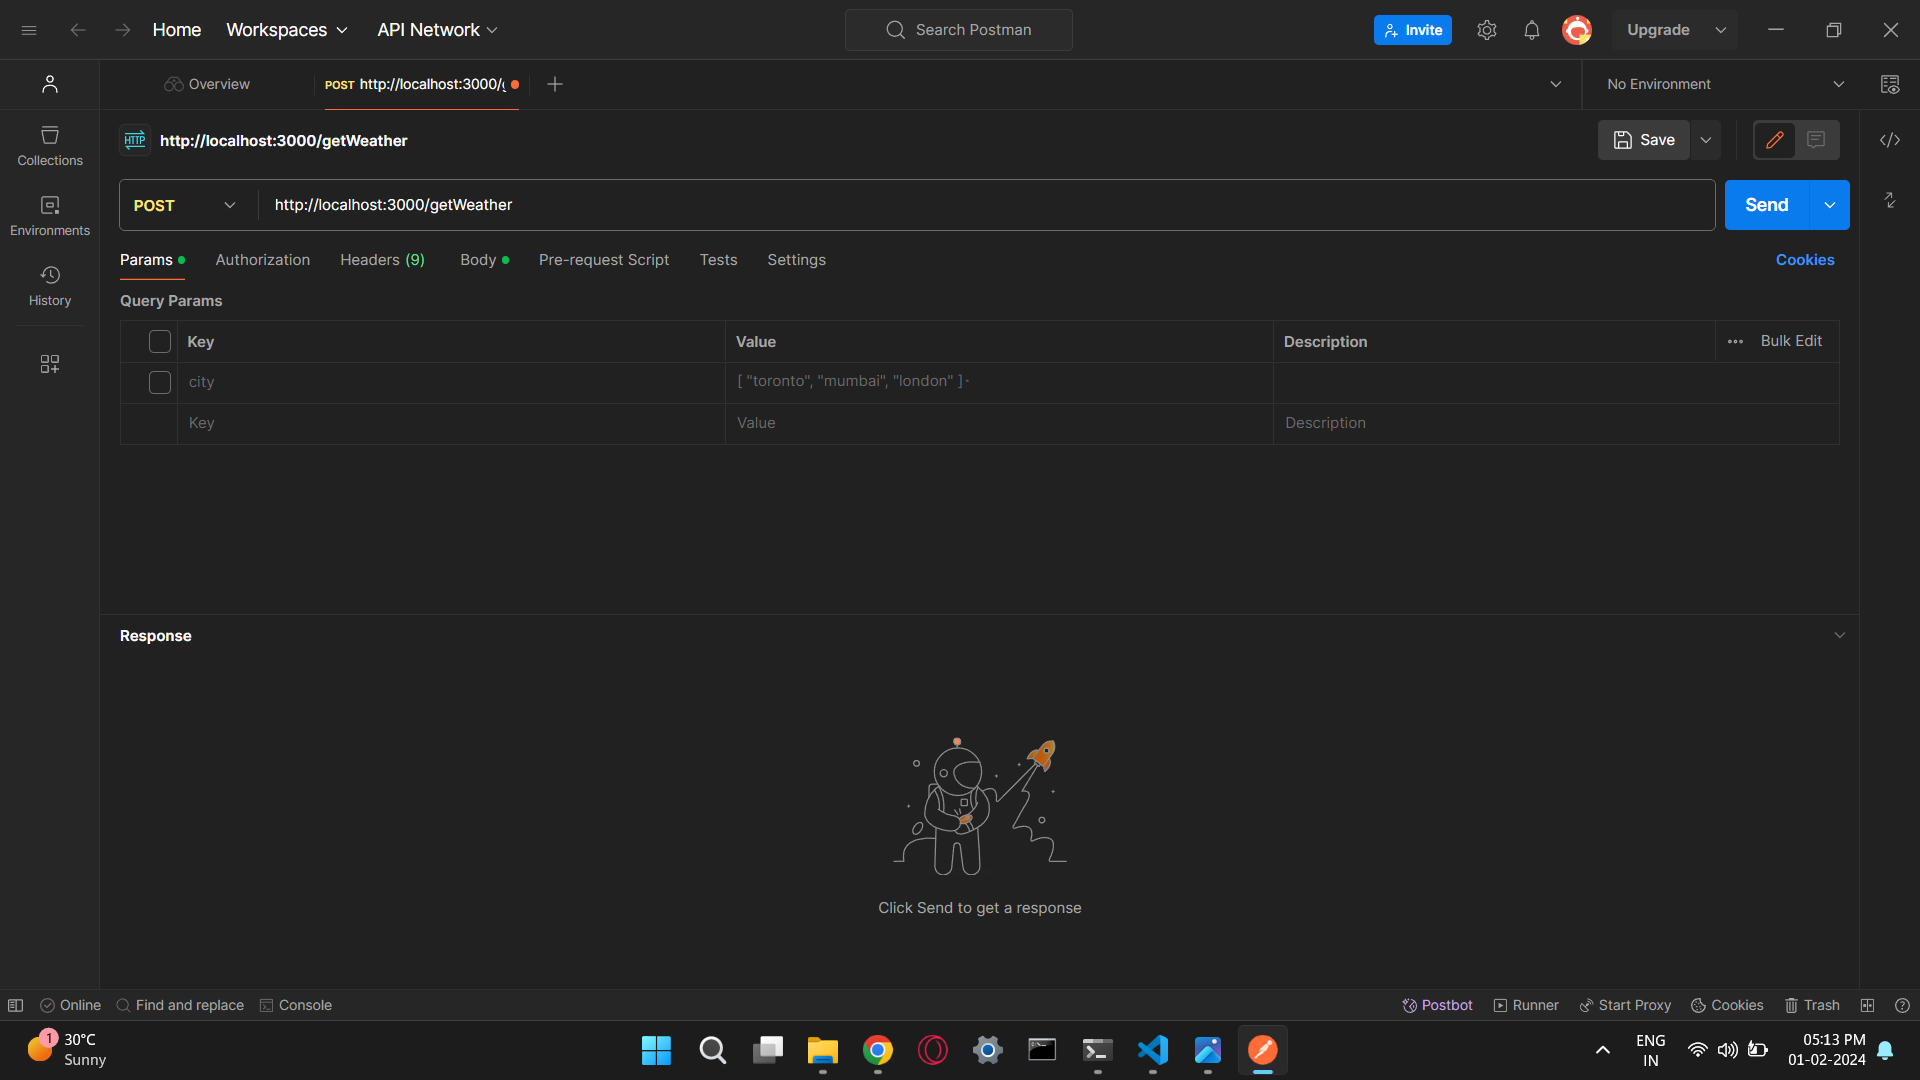 Home Workspaces API Network Search Postman Invite Upgrade
Overview POST http://localhost:3000/g No Environment
HTTP http://localhost:3000/getWeather Save
Collections
POST http://localhost:3000/getWeather Send
Environments
Params Authorization Headers (9) Body Pre-request Script Tests Settings Cookies
History
Query Params
Key Value Description Bulk Edit
city [ "toronto", "mumbai", "london" ]
Key Value Description
Response
Click Send to get a response
Online Find and replace Console Postbot Runner Start Proxy Cookies Trash
1 30°C
Sunny
ENG
IN
05:13 PM
01-02-2024